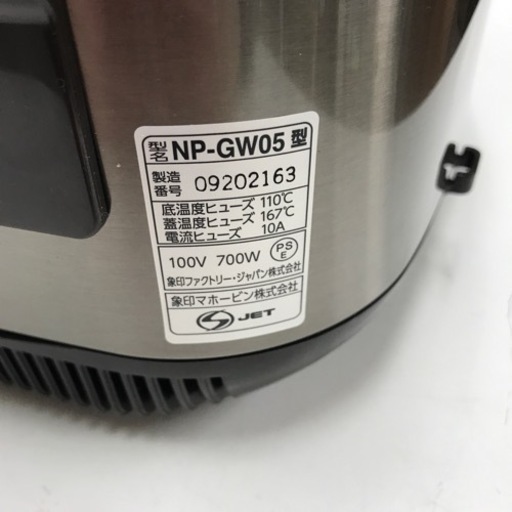 型名 NP-GW05 型
製造番号 09202163
底温度ヒューズ 110℃
蓋温度ヒューズ 167℃
電流ヒューズ 10A
100V 700W PSE
象印ファクトリー・ジャパン株式会社
象印マホービン株式会社
S JET